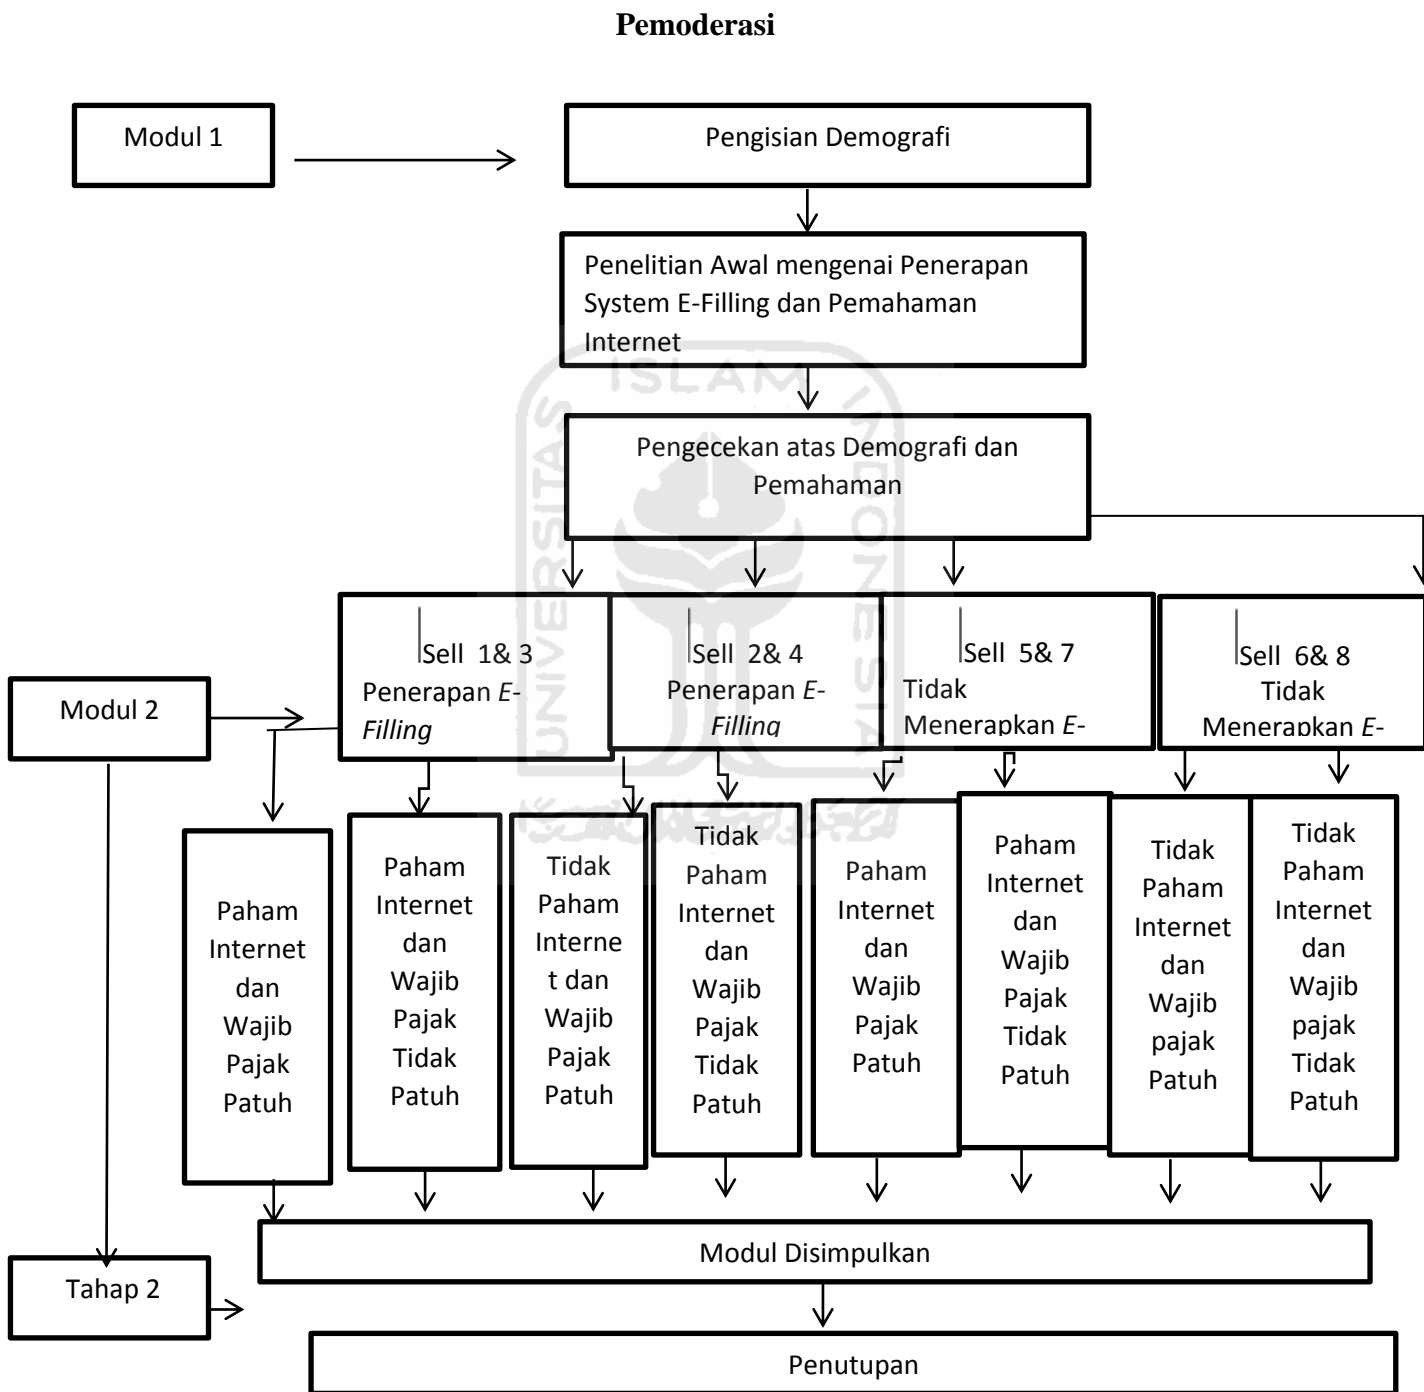 Pemoderasi
Modul 1
Pengisian Demografi
Penelitian Awal mengenai Penerapan
System E-Filling dan Pemahaman
Internet
Pengecekan atas Demografi dan
Pemahaman
Sell 1& 3
Penerapan E-
Filling
Sell 2& 4
Penerapan E-
Filling
Sell 5& 7
Tidak
Menerapkan E-
Sell 6& 8
Tidak
Menerapkan E-
Modul 2
Paham
Internet
dan
Wajib
Pajak
Patuh
Paham
Internet
dan
Wajib
Pajak
Tidak
Patuh
Tidak
Paham
Interne
t dan
Wajib
Pajak
Patuh
Tidak
Paham
Internet
dan
Wajib
Pajak
Tidak
Patuh
Paham
Internet
dan
Wajib
Pajak
Patuh
Paham
Internet
dan
Wajib
Pajak
Tidak
Patuh
Tidak
Paham
Internet
dan
Wajib
pajak
Patuh
Tidak
Paham
Internet
dan
Wajib
pajak
Tidak
Patuh
Modul Disimpulkan
Tahap 2
Penutupan
UNIVERSITAS
ISLAM
INDONESIA